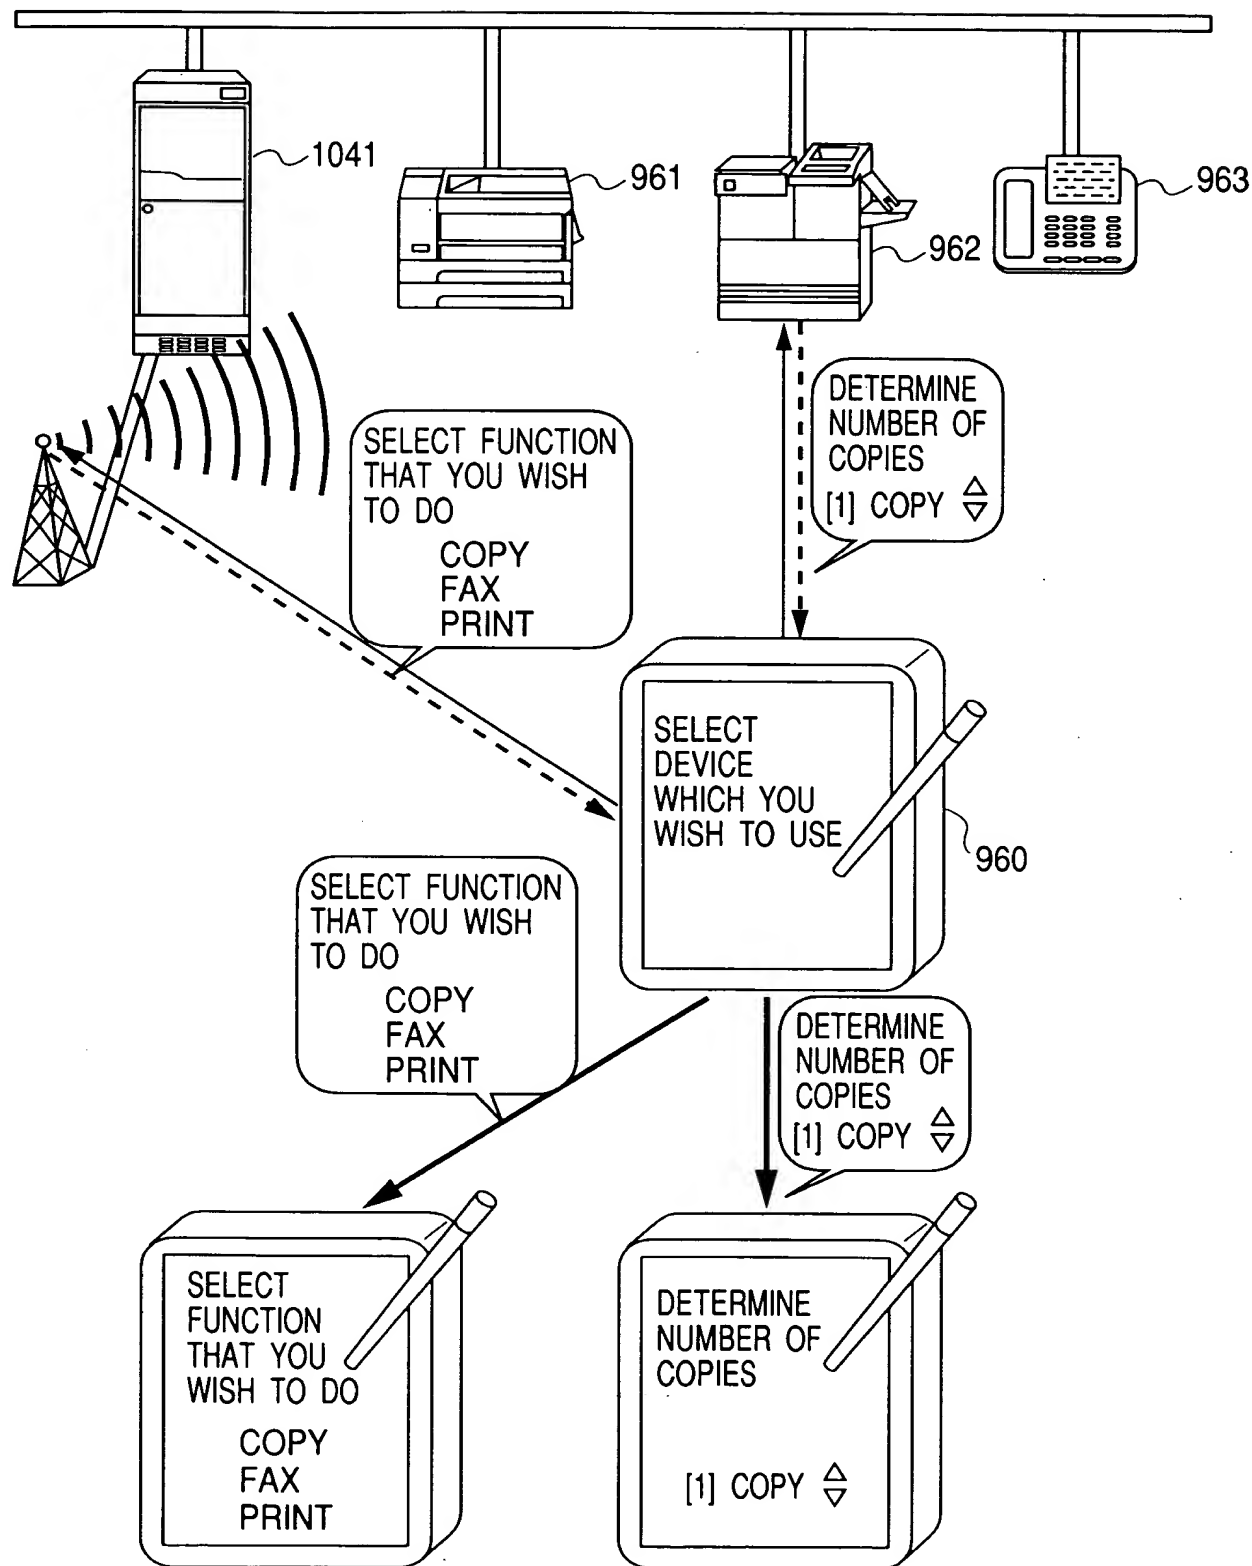 1041
961
962
963
DETERMINE
NUMBER OF
COPIES
[1] COPY △▽
SELECT FUNCTION
THAT YOU WISH
TO DO
COPY
FAX
PRINT
SELECT
DEVICE
WHICH YOU
WISH TO USE
960
SELECT FUNCTION
THAT YOU WISH
TO DO
COPY
FAX
PRINT
DETERMINE
NUMBER OF
COPIES
[1] COPY △▽
SELECT
FUNCTION
THAT YOU
WISH TO DO
COPY
FAX
PRINT
DETERMINE
NUMBER OF
COPIES
[1] COPY △▽